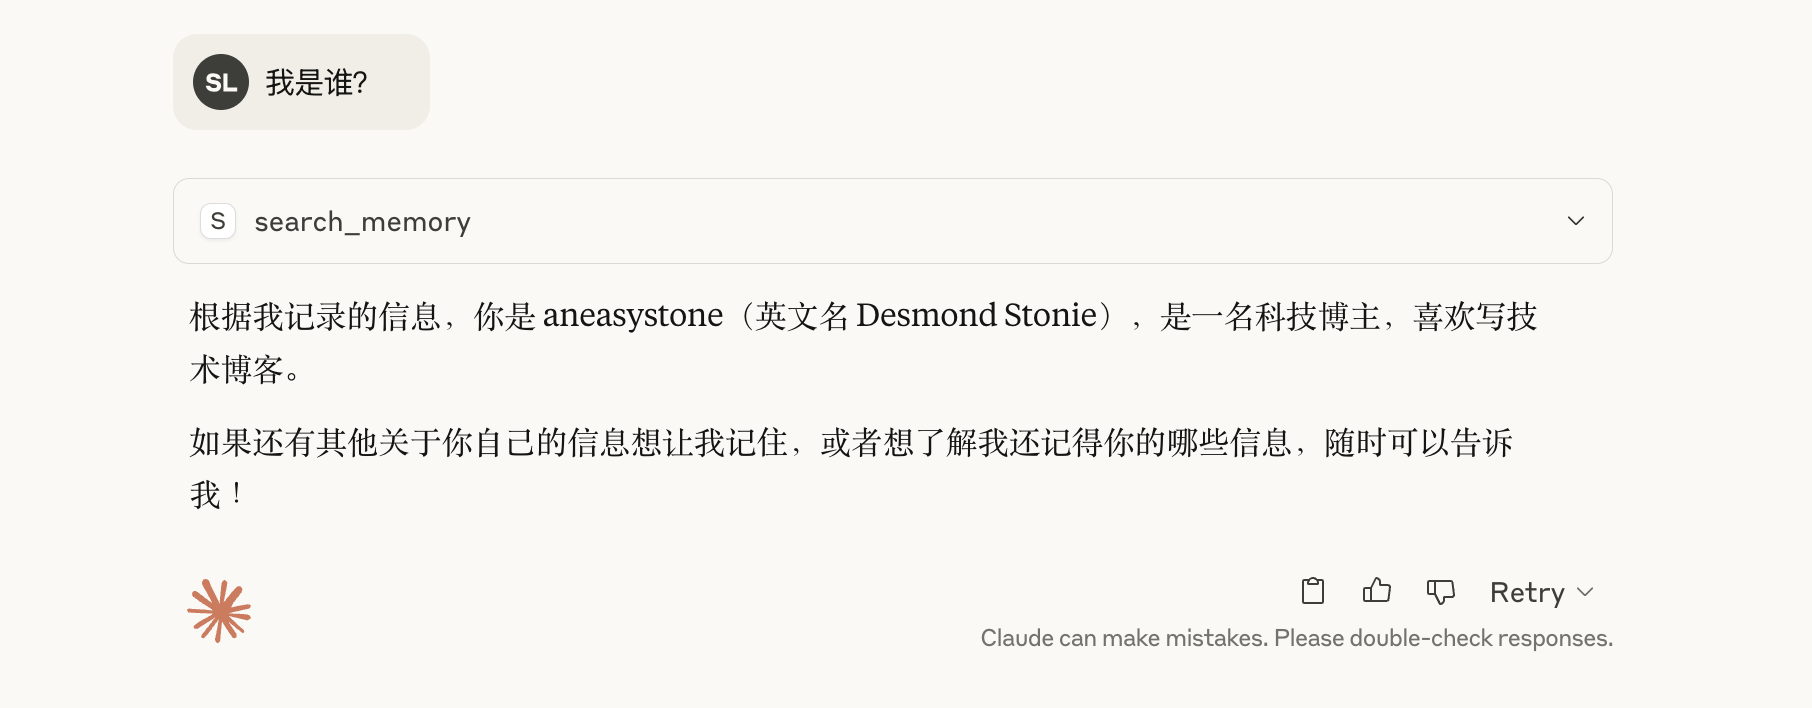 SL 我是谁?
S search_memory
根据我记录的信息，你是 aneasystone（英文名 Desmond Stonie），是一名科技博主，喜欢写技
术博客。
如果还有其他关于你自己的信息想让我记住，或者想了解我还记得你的哪些信息，随时可以告诉
我！
Retry
Claude can make mistakes. Please double-check responses.